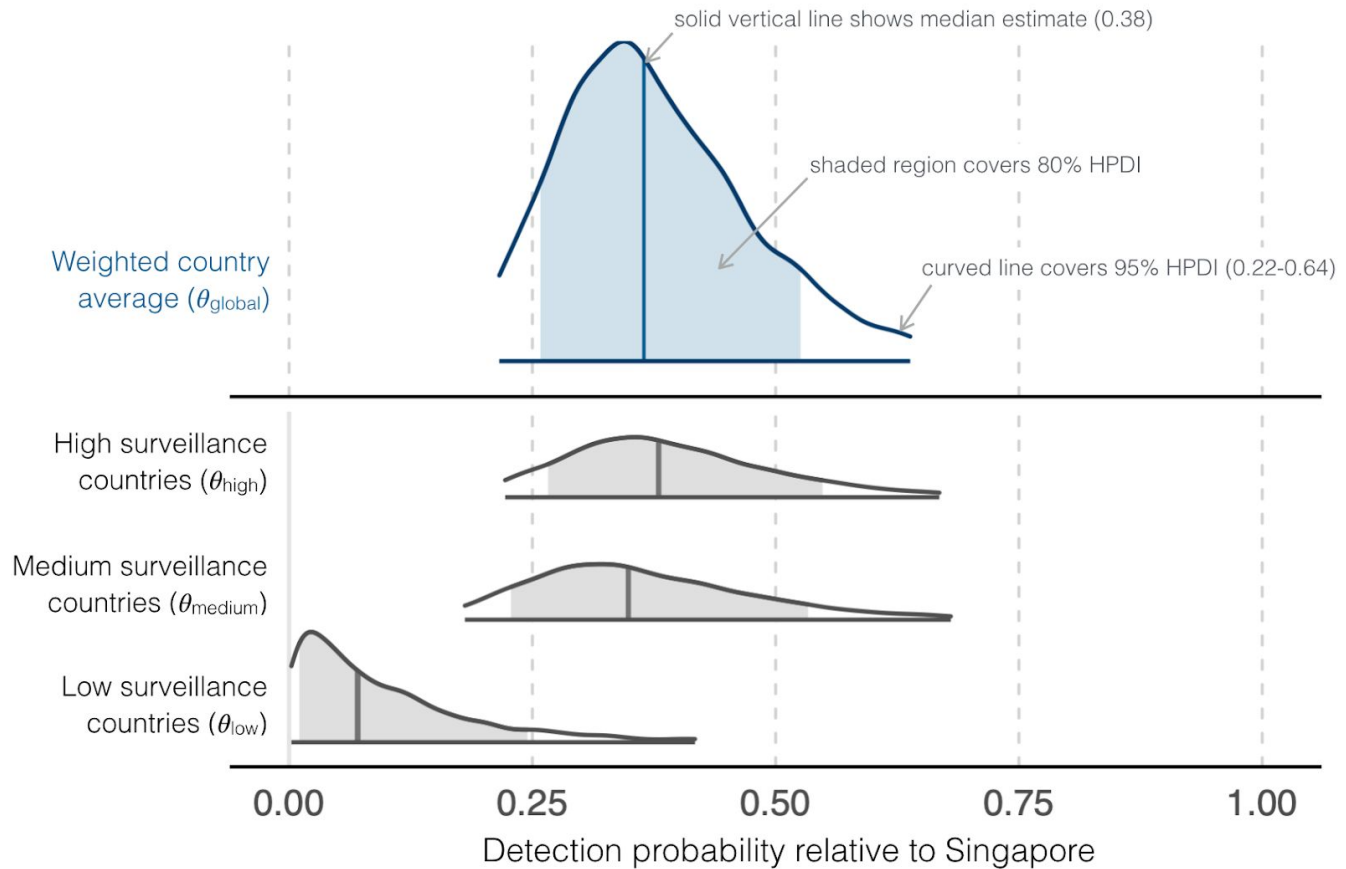 solid vertical line shows median estimate (0.38)
shaded region covers 80% HPDI
Weighted country
average (θglobal)
curved line covers 95% HPDI (0.22-0.64)
High surveillance
countries (θhigh)
Medium surveillance
countries (θmedium)
Low surveillance
countries (θlow)
0.00 0.25 0.50 0.75 1.00
Detection probability relative to Singapore